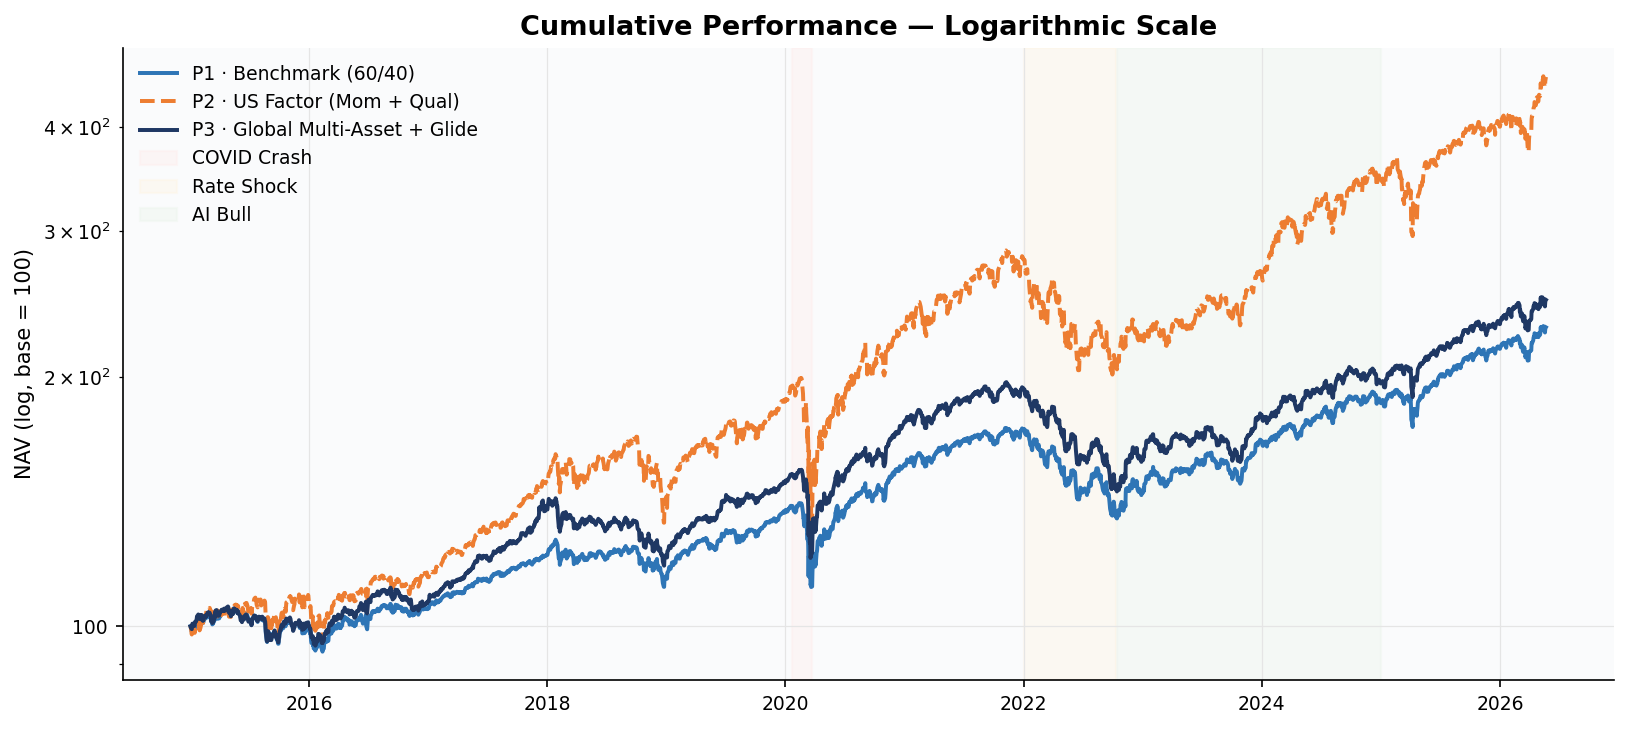 Cumulative Performance — Logarithmic Scale
P1 · Benchmark (60/40)
P2 · US Factor (Mom + Qual)
P3 · Global Multi-Asset + Glide
COVID Crash
Rate Shock
AI Bull
NAV (log, base = 100)
4 × 10²
3 × 10²
2 × 10²
100
2016 2018 2020 2022 2024 2026